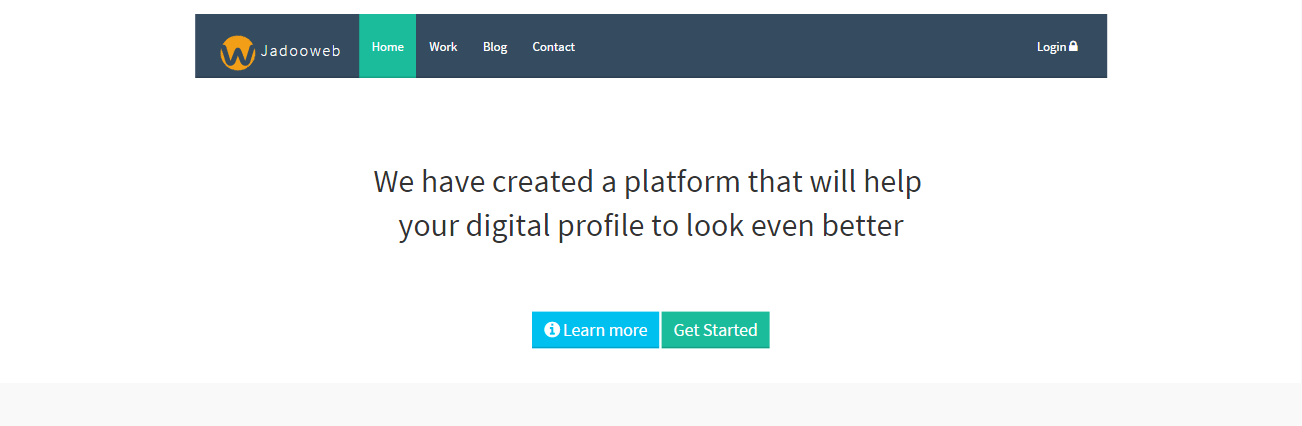 Jadooweb Home Work Blog Contact Login
We have created a platform that will help
your digital profile to look even better
Learn more Get Started